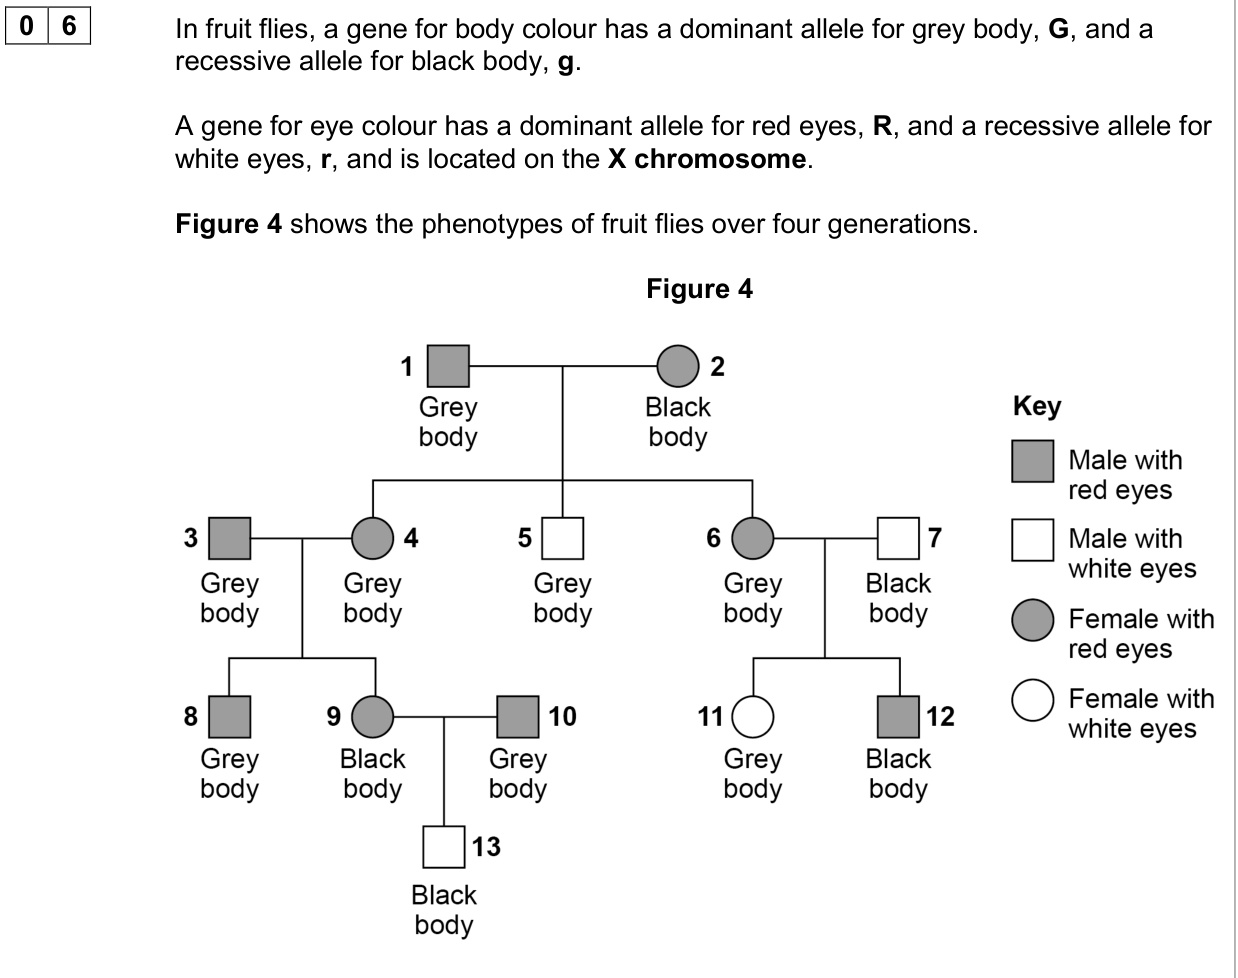 0 6
In fruit flies, a gene for body colour has a dominant allele for grey body, G, and a
recessive allele for black body, g.
A gene for eye colour has a dominant allele for red eyes, R, and a recessive allele for
white eyes, r, and is located on the X chromosome.
Figure 4 shows the phenotypes of fruit flies over four generations.
Figure 4
1
Grey
body
2
Black
body
3
Grey
body
4
Grey
body
5
Grey
body
6
Grey
body
7
Black
body
8
Grey
body
9
Black
body
10
Grey
body
11
Grey
body
12
Black
body
13
Black
body
Key
Male with
red eyes
Male with
white eyes
Female with
red eyes
Female with
white eyes